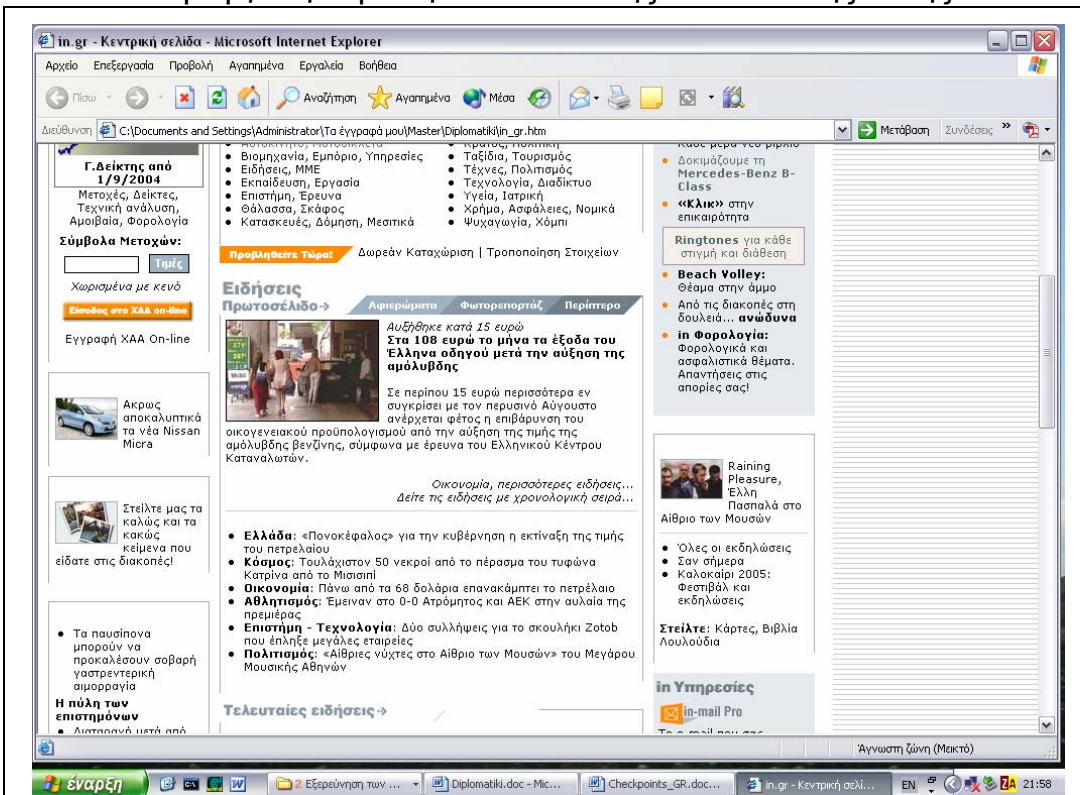 in.gr - Κεντρική σελίδα - Microsoft Internet Explorer
Αρχείο Επεξεργασία Προβολή Αγαπημένα Εργαλεία Βοήθεια
Πίσω Αναζήτηση Αγαπημένα Μέσα
Διεύθυνση C:\Documents and Settings\Administrator\Τα έγγραφά μου\Master\Diplomatiki\in_gr.htm Μετάβαση Συνδέσεις »
Γ.Δείκτης από
1/9/2004
Μετοχές, Δείκτες,
Τεχνική ανάλυση,
Αμοιβαία, Φορολογία
Σύμβολα Μετοχών:
Τιμές
Χωρισμένα με κενό
Είσοδος στο ΧΑΑ on-line
Εγγραφή ΧΑΑ On-line
Ακρως
αποκαλυπτικά
τα νέα Nissan
Micra
Στείλτε μας τα
καλώς και τα
κακώς
κείμενα που
είδατε στις διακοπές!
• Τα παυσίπονα
μπορούν να
προκαλέσουν σοβαρή
γαστρεντερική
αιμορραγία
Η πύλη των
επιστημόνων
• Διαταραχή μετά από
• Βιομηχανία, Εμπόριο, Υπηρεσίες
• Ειδήσεις, ΜΜΕ
• Εκπαίδευση, Εργασία
• Επιστήμη, Έρευνα
• Θάλασσα, Σκάφος
• Κατασκευές, Δόμηση, Μεσιτικά
• Κράτος, Πολιτική
• Ταξίδια, Τουρισμός
• Τέχνες, Πολιτισμός
• Τεχνολογία, Διαδίκτυο
• Υγεία, Ιατρική
• Χρήμα, Ασφάλειες, Νομικά
• Ψυχαγωγία, Χόμπι
Προβληθείτε Τώρα! Δωρεάν Καταχώριση | Τροποποίηση Στοιχείων
Ειδήσεις
Πρωτοσέλιδο Αφιερώματα Φωτορεπορτάζ Περίπτερο
Αυξήθηκε κατά 15 ευρώ
Στα 108 ευρώ το μήνα τα έξοδα του
Έλληνα οδηγού μετά την αύξηση της
αμόλυβδης
Σε περίπου 15 ευρώ περισσότερα εν
συγκρίσει με τον περυσινό Αύγουστο
ανέρχεται φέτος η επιβάρυνση του
οικογενειακού προϋπολογισμού από την αύξηση της τιμής της
αμόλυβδης βενζίνης, σύμφωνα με έρευνα του Ελληνικού Κέντρου
Καταναλωτών.
Οικονομία, περισσότερες ειδήσεις...
Δείτε τις ειδήσεις με χρονολογική σειρά...
• Ελλάδα: «Πονοκέφαλος» για την κυβέρνηση η εκτίναξη της τιμής
του πετρελαίου
• Κόσμος: Τουλάχιστον 50 νεκροί από το πέρασμα του τυφώνα
Κατρίνα από το Μισισιπί
• Οικονομία: Πάνω από τα 68 δολάρια επανακάμπτει το πετρέλαιο
• Αθλητισμός: Έμειναν στο 0-0 Ατρόμητος και ΑΕΚ στην αυλαία της
πρεμιέρας
• Επιστήμη - Τεχνολογία: Δύο συλλήψεις για το σκουλήκι Zotob
που έπληξε μεγάλες εταιρείες
• Πολιτισμός: «Αίθριες νύχτες στο Αίθριο των Μουσών» του Μεγάρου
Μουσικής Αθηνών
Τελευταίες ειδήσεις
• Δοκιμάζουμε τη
Mercedes-Benz B-
Class
• «Κλικ» στην
επικαιρότητα
Ringtones για κάθε
στιγμή και διάθεση
• Beach Volley:
Θέαμα στην άμμο
• Από τις διακοπές στη
δουλειά... ανώδυνα
• in Φορολογία:
Φορολογικά και
ασφαλιστικά θέματα.
Απαντήσεις στις
απορίες σας!
Raining
Pleasure,
Έλλη
Πασπαλά στο
Αίθριο των Μουσών
• Όλες οι εκδηλώσεις
• Σαν σήμερα
• Καλοκαίρι 2005:
Φεστιβάλ και
εκδηλώσεις
Στείλτε: Κάρτες, Βιβλία
Λουλούδια
in Υπηρεσίες
in-mail Pro
Άγνωστη ζώνη (Μεικτό)
έναρξη 2 Εξερεύνηση των ... Diplomatiki.doc - Mic... Checkpoints_GR.doc... in.gr - Κεντρική σελί... EN 21:58